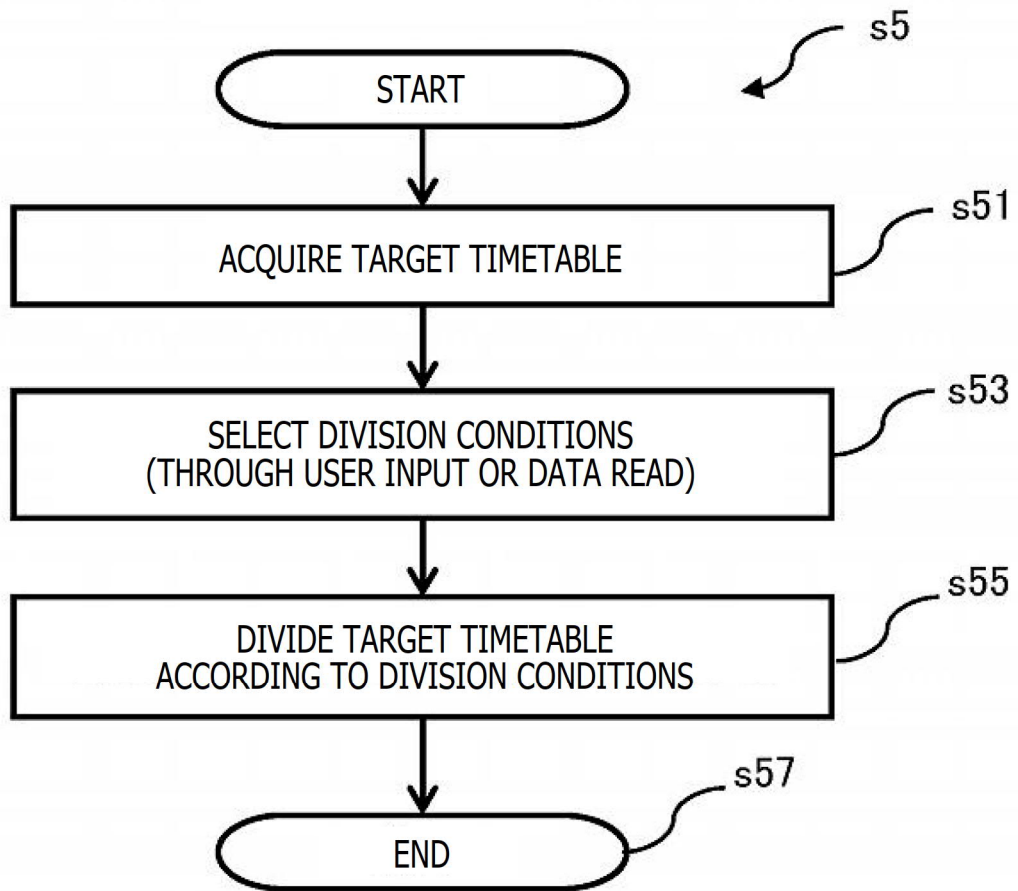 s5
START
s51
ACQUIRE TARGET TIMETABLE
s53
SELECT DIVISION CONDITIONS
(THROUGH USER INPUT OR DATA READ)
s55
DIVIDE TARGET TIMETABLE
ACCORDING TO DIVISION CONDITIONS
s57
END